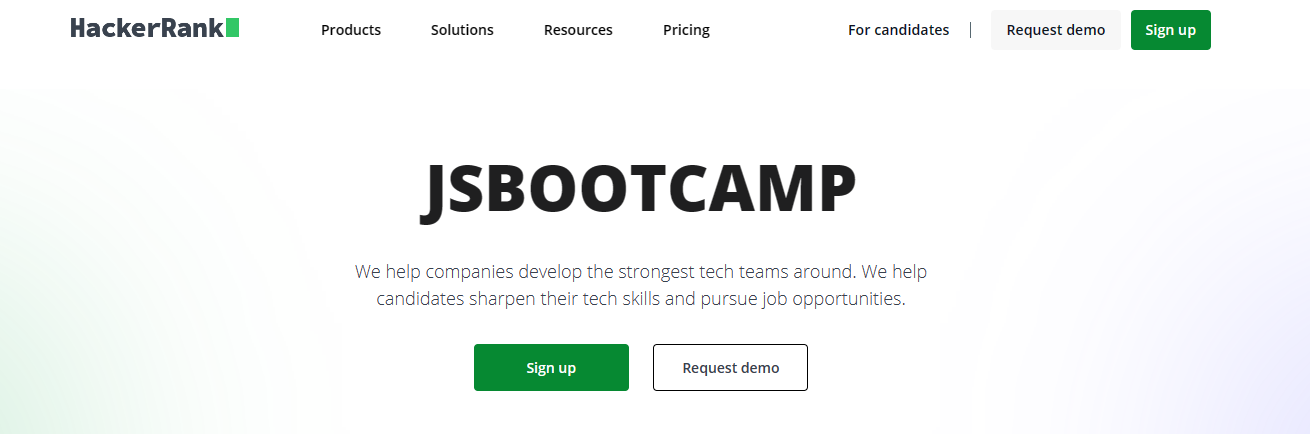 HackerRank Products Solutions Resources Pricing For candidates Request demo Sign up
JSBOOTCAMP
We help companies develop the strongest tech teams around. We help
candidates sharpen their tech skills and pursue job opportunities.
Sign up Request demo